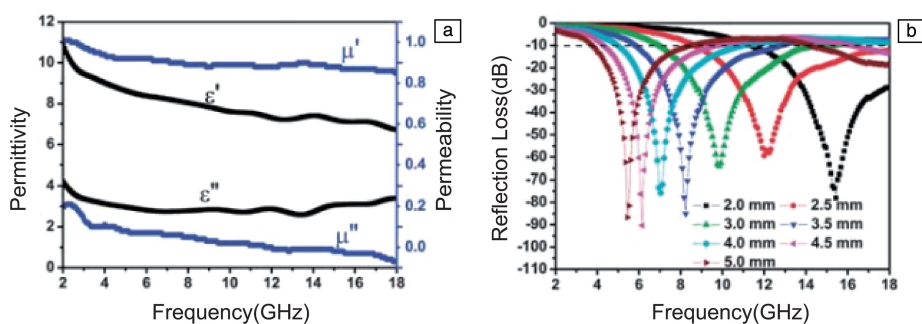 a
12
10
8
6
4
2
0
1.0
0.8
0.6
0.4
0.2
0.0
μ'
ε'
ε''
μ''
Permittivity
Permeability
2 4 6 8 10 12 14 16 18
Frequency(GHz)
b
0
-10
-20
-30
-40
-50
-60
-70
-80
-90
-100
-110
Reflection Loss(dB)
2.0 mm 2.5 mm
3.0 mm 3.5 mm
4.0 mm 4.5 mm
5.0 mm
2 4 6 8 10 12 14 16 18
Frequency(GHz)